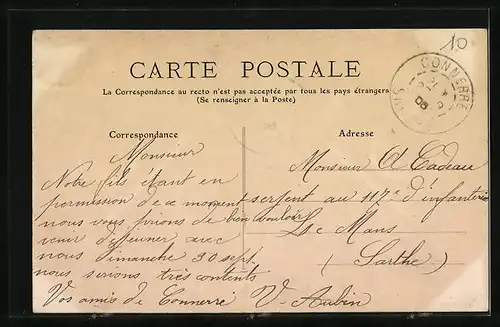 10
CARTE POSTALE
La Correspondance au recto n'est pas acceptée par tous les pays étrangers
(Se renseigner à la Poste)
CONNERRÉ
08
Correspondance
Monsieur
Notre fils étant en
permission de ce moment
nous vous prions de bien vouloir
venir déjeuner avec
nous Dimanche 30 sept.
nous serions très contents
Vos amis de Connerre V. Aubin
Adresse
Monsieur A Cadeau
sergent au 117e d'infanterie
Le Mans
(Sarthe)